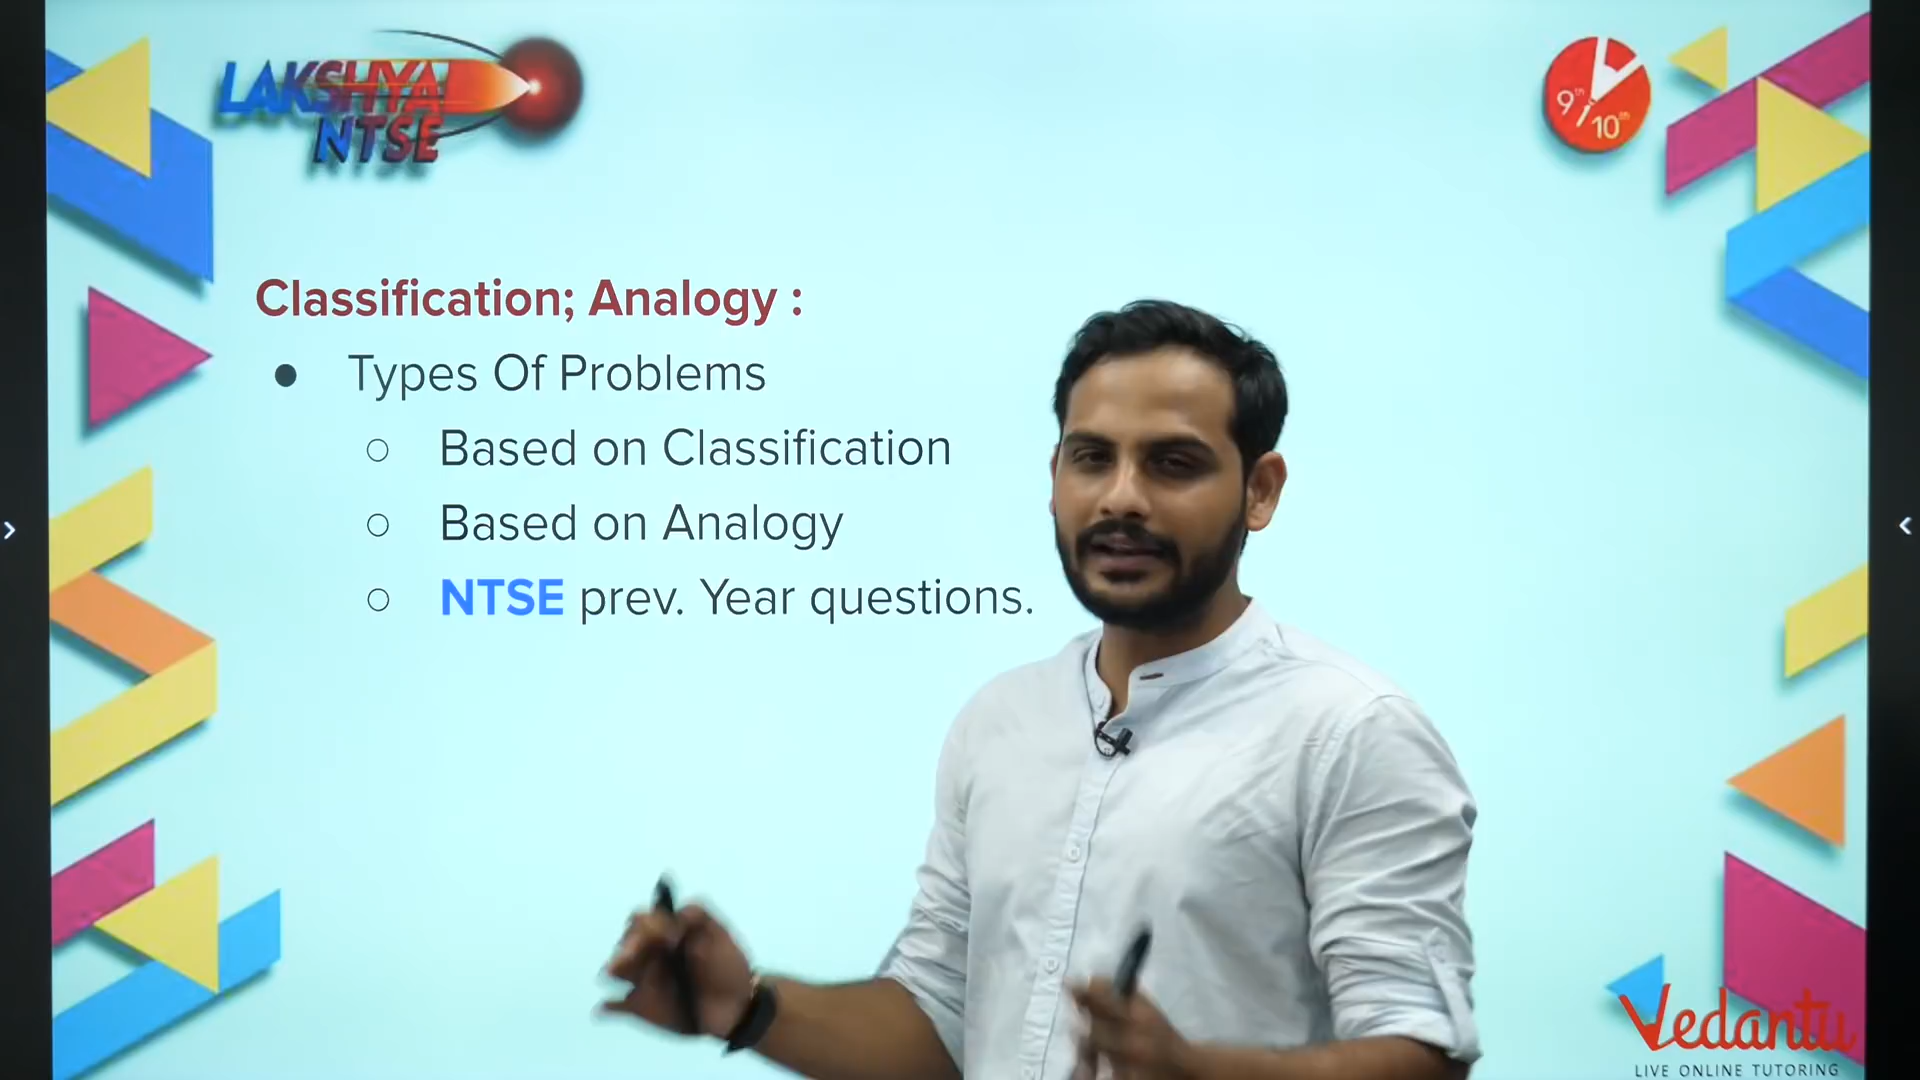 LAKSHYA
NTSE
9th
10th
Classification; Analogy :
● Types Of Problems
○ Based on Classification
○ Based on Analogy
○ NTSE prev. Year questions.
Vedantu
LIVE ONLINE TUTORING